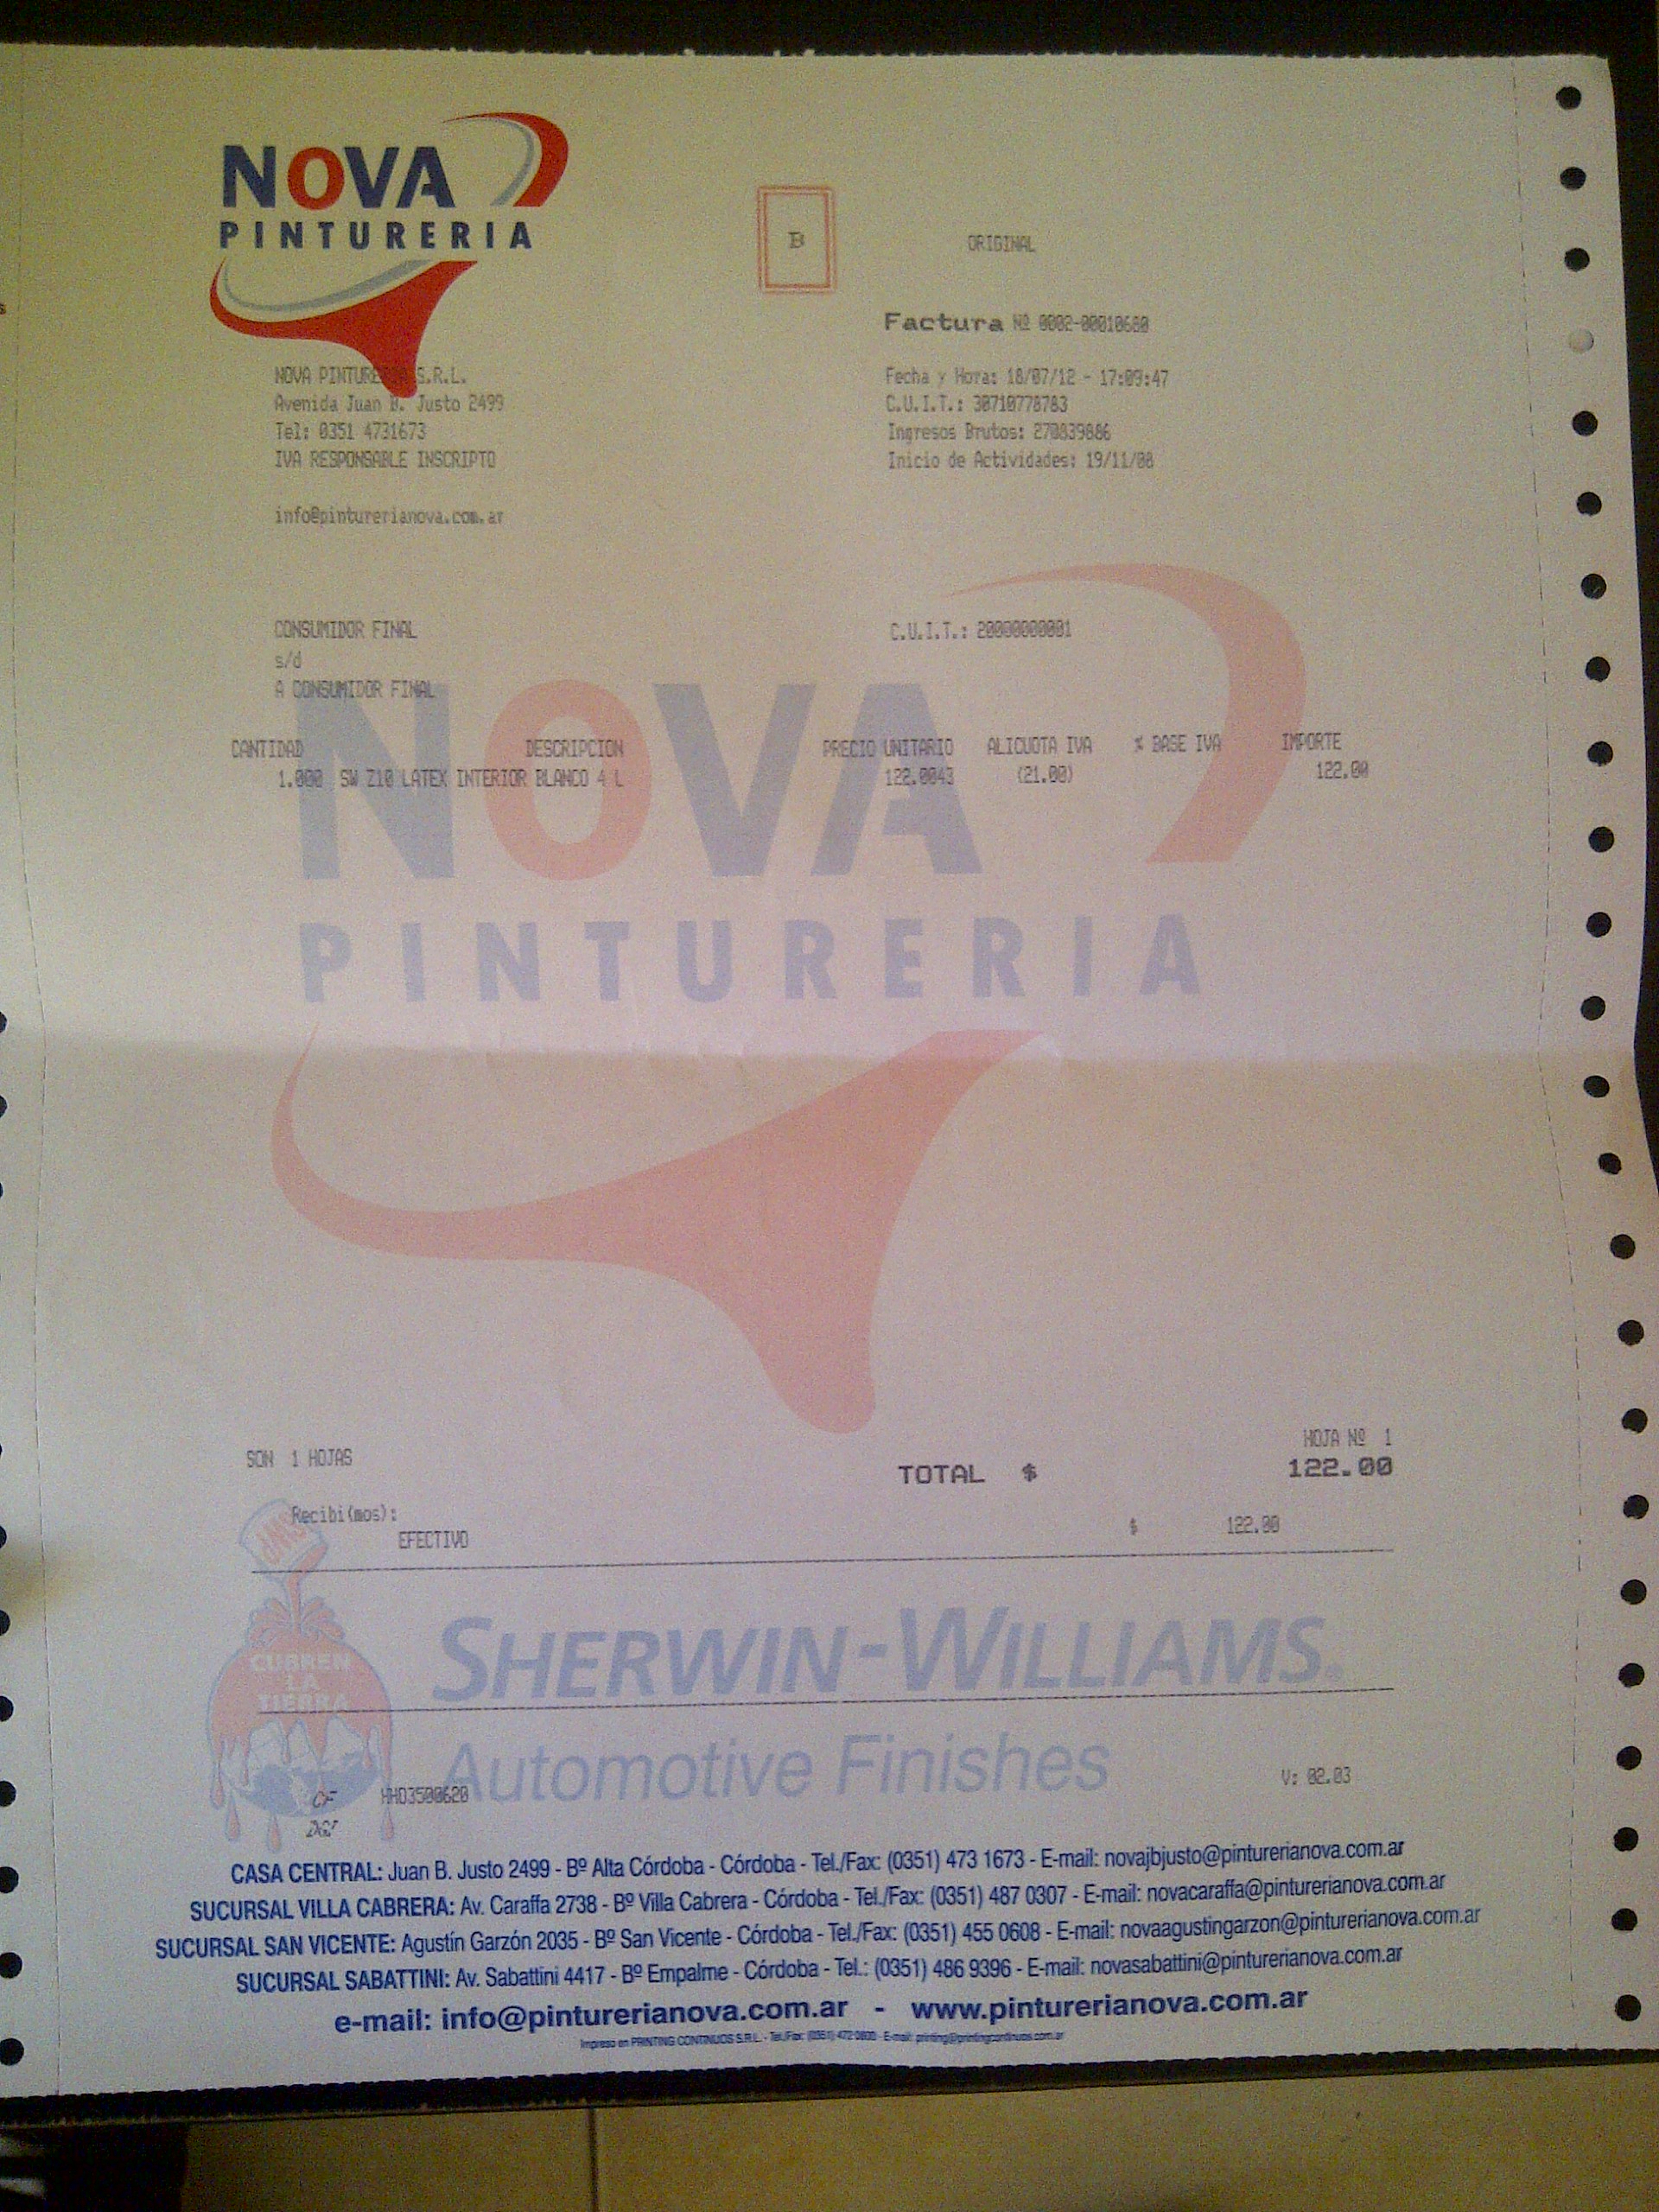 NOVA
PINTURERIA
B
ORIGINAL
Factura Nº 0002-00010680
NOVA PINTURERIA S.R.L.
Avenida Juan B. Justo 2499
Tel: 0351 4731673
IVA RESPONSABLE INSCRIPTO
info@pinturerianova.com.ar
Fecha y Hora: 18/07/12 - 17:09:47
C.U.I.T.: 30710778783
Ingresos Brutos: 270839886
Inicio de Actividades: 19/11/08
CONSUMIDOR FINAL
s/d
A CONSUMIDOR FINAL
C.U.I.T.: 20000000001
CANTIDAD DESCRIPCION PRECIO UNITARIO ALICUOTA IVA % BASE IVA IMPORTE
1.000 SW Z10 LATEX INTERIOR BLANCO 4 L 122.0043 (21.00) 122.00
NOVA
PINTURERIA
SON 1 HOJAS
HOJA Nº 1
TOTAL $ 122.00
Recibi(mos):
EFECTIVO $ 122.00
SWP
CUBREN
LA
TIERRA
SHERWIN-WILLIAMS.
Automotive Finishes
CF HHD3500620 V: 02.03
DGI
CASA CENTRAL: Juan B. Justo 2499 - Bº Alta Córdoba - Córdoba - Tel./Fax: (0351) 473 1673 - E-mail: novajbjusto@pinturerianova.com.ar
SUCURSAL VILLA CABRERA: Av. Caraffa 2738 - Bº Villa Cabrera - Córdoba - Tel./Fax: (0351) 487 0307 - E-mail: novacaraffa@pinturerianova.com.ar
SUCURSAL SAN VICENTE: Agustín Garzón 2035 - Bº San Vicente - Córdoba - Tel./Fax: (0351) 455 0608 - E-mail: novaagustingarzon@pinturerianova.com.ar
SUCURSAL SABATTINI: Av. Sabattini 4417 - Bº Empalme - Córdoba - Tel.: (0351) 486 9396 - E-mail: novasabattini@pinturerianova.com.ar
e-mail: info@pinturerianova.com.ar - www.pinturerianova.com.ar
Impreso en PRINTING CONTINUOS S.R.L. - Tel./Fax: (0351) 472 0800 - E-mail: printing@printingcontinuos.com.ar